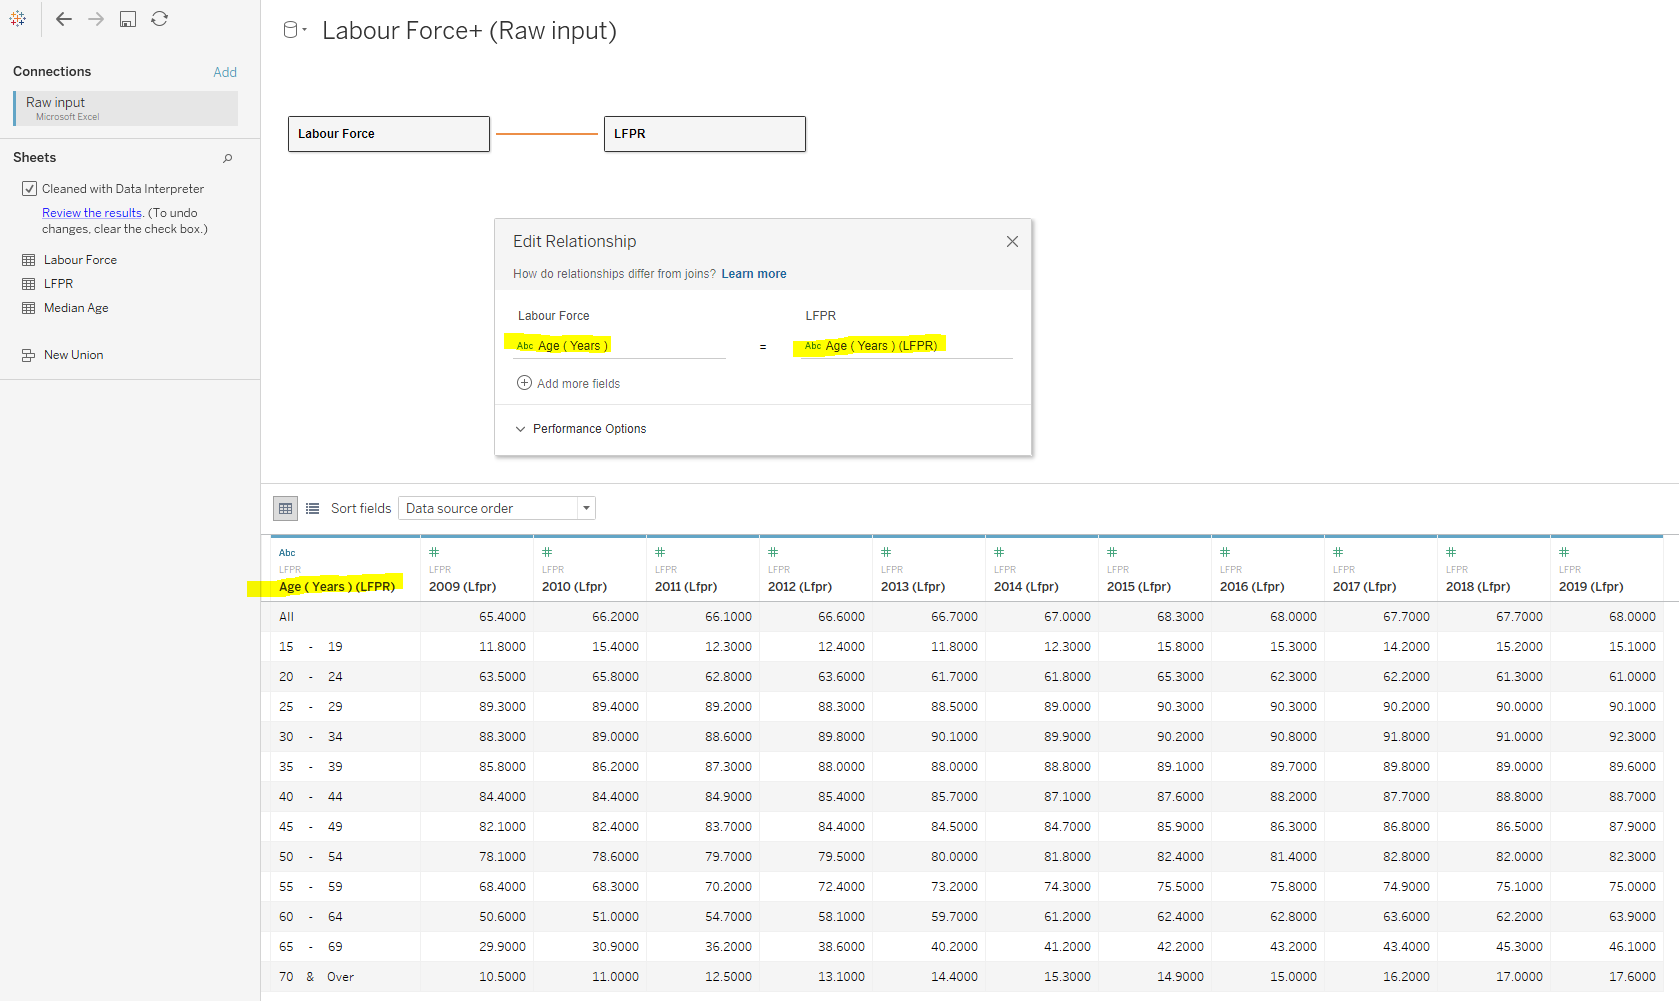 Labour Force+ (Raw input)
Connections Add
Raw input
Microsoft Excel
Sheets
Cleaned with Data Interpreter
Review the results. (To undo
changes, clear the check box.)
Labour Force
LFPR
Median Age
New Union
Labour Force LFPR
Edit Relationship
How do relationships differ from joins? Learn more
Labour Force LFPR
Abc Age ( Years ) = Abc Age ( Years ) (LFPR)
Add more fields
Performance Options
Sort fields Data source order
Abc # # # # # # # # # # #
LFPR LFPR LFPR LFPR LFPR LFPR LFPR LFPR LFPR LFPR LFPR LFPR
Age ( Years ) (LFPR) 2009 (Lfpr) 2010 (Lfpr) 2011 (Lfpr) 2012 (Lfpr) 2013 (Lfpr) 2014 (Lfpr) 2015 (Lfpr) 2016 (Lfpr) 2017 (Lfpr) 2018 (Lfpr) 2019 (Lfpr)
All 65.4000 66.2000 66.1000 66.6000 66.7000 67.0000 68.3000 68.0000 67.7000 67.7000 68.0000
15 - 19 11.8000 15.4000 12.3000 12.4000 11.8000 12.3000 15.8000 15.3000 14.2000 15.2000 15.1000
20 - 24 63.5000 65.8000 62.8000 63.6000 61.7000 61.8000 65.3000 62.3000 62.2000 61.3000 61.0000
25 - 29 89.3000 89.4000 89.2000 88.3000 88.5000 89.0000 90.3000 90.3000 90.2000 90.0000 90.1000
30 - 34 88.3000 89.0000 88.6000 89.8000 90.1000 89.9000 90.2000 90.8000 91.8000 91.0000 92.3000
35 - 39 85.8000 86.2000 87.3000 88.0000 88.0000 88.8000 89.1000 89.7000 89.8000 89.0000 89.6000
40 - 44 84.4000 84.4000 84.9000 85.4000 85.7000 87.1000 87.6000 88.2000 87.7000 88.8000 88.7000
45 - 49 82.1000 82.4000 83.7000 84.4000 84.5000 84.7000 85.9000 86.3000 86.8000 86.5000 87.9000
50 - 54 78.1000 78.6000 79.7000 79.5000 80.0000 81.8000 82.4000 81.4000 82.8000 82.0000 82.3000
55 - 59 68.4000 68.3000 70.2000 72.4000 73.2000 74.3000 75.5000 75.8000 74.9000 75.1000 75.0000
60 - 64 50.6000 51.0000 54.7000 58.1000 59.7000 61.2000 62.4000 62.8000 63.6000 62.2000 63.9000
65 - 69 29.9000 30.9000 36.2000 38.6000 40.2000 41.2000 42.2000 43.2000 43.4000 45.3000 46.1000
70 & Over 10.5000 11.0000 12.5000 13.1000 14.4000 15.3000 14.9000 15.0000 16.2000 17.0000 17.6000